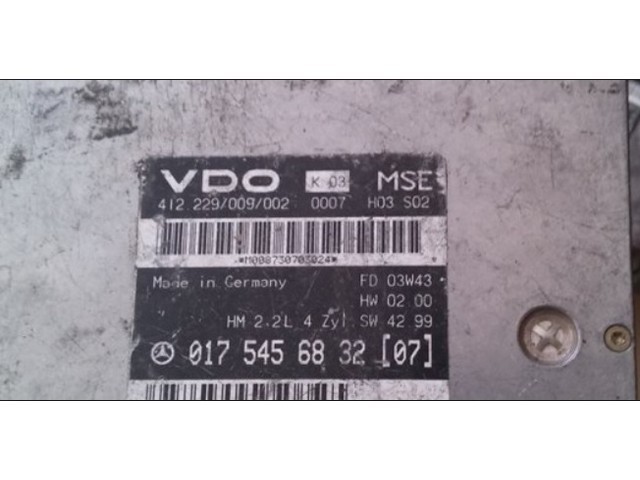 VDO K 03 MSE
412.229/009/002 0007 H03 S02
*M008730703024*
Made in Germany FD 03W43
HW 02 00
HM 2.2L 4 Zyl. SW 42 99
017 545 68 32 [07]